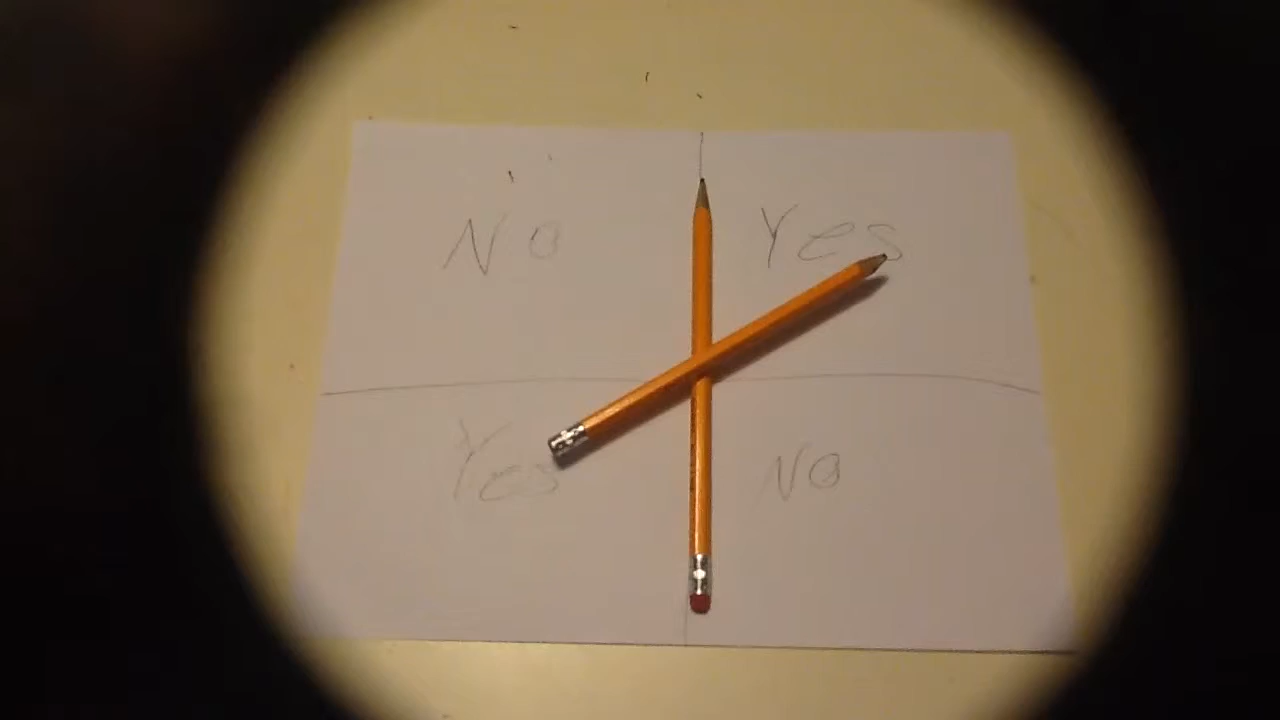 No Yes
Yes No